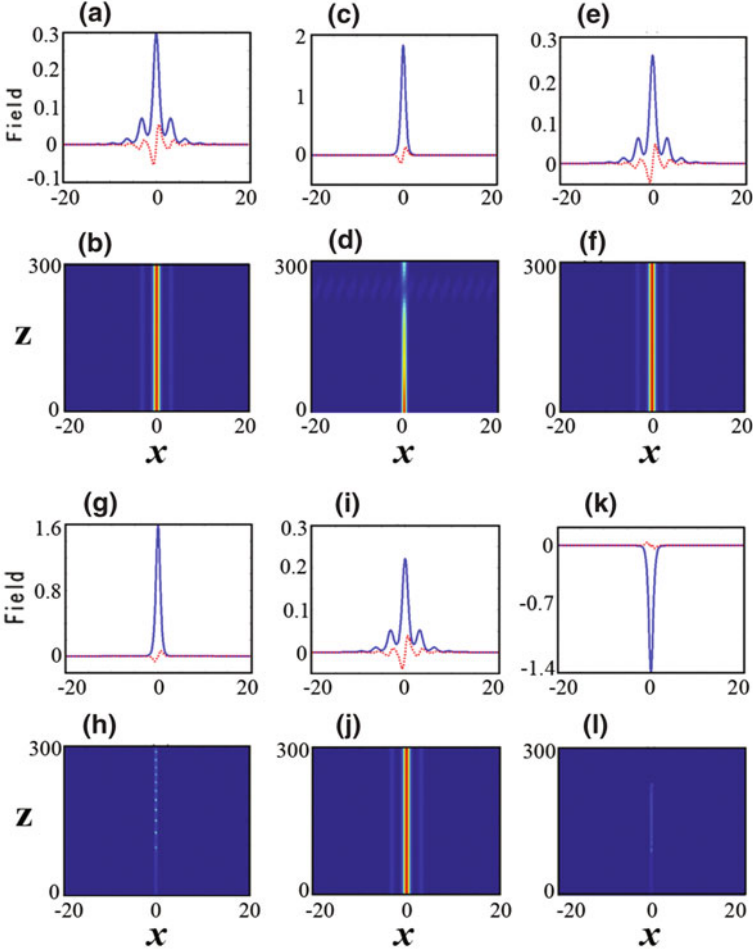 (a) (c) (e)
0.3 2 0.3
0.2 0.2
Field 0.1 1 0.1
0 0 0
-0.1
-20 0 20 -20 0 20 -20 0 20
(b) (d) (f)
300 300 300
z
0 0 0
-20 0 20 -20 0 20 -20 0 20
x x x
(g) (i) (k)
1.6 0.3 0
Field 0.8 0.2 -0.7
0.1
0 0 -1.4
-20 0 20 -20 0 20 -20 0 20
(h) (j) (l)
300 300 300
z
0 0 0
-20 0 20 -20 0 20 -20 0 20
x x x